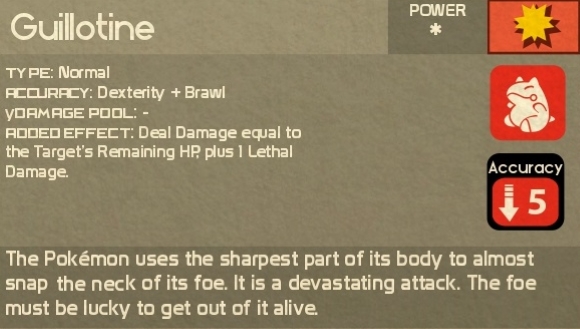 Guillotine
POWER
*
TYPE: Normal
ACCURACY: Dexterity + Brawl
yDAMAGE POOL: -
ADDED EFFECT: Deal Damage equal to
the Target's Remaining HP, plus 1 Lethal
Damage.
Accuracy
5
The Pokémon uses the sharpest part of its body to almost
snap the neck of its foe. It is a devastating attack. The foe
must be lucky to get out of it alive.